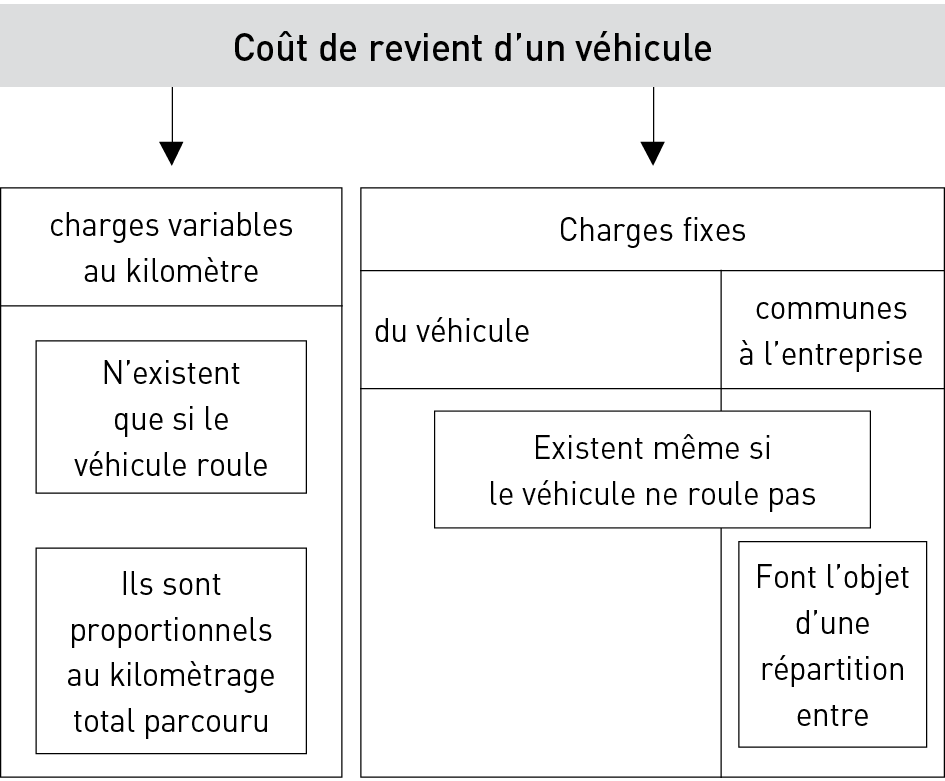 Coût de revient d’un véhicule
charges variables
au kilomètre
N’existent
que si le
véhicule roule
Ils sont
proportionnels
au kilomètrage
total parcouru
Charges fixes
du véhicule
communes
à l’entreprise
Existent même si
le véhicule ne roule pas
Font l’objet
d’une
répartition
entre